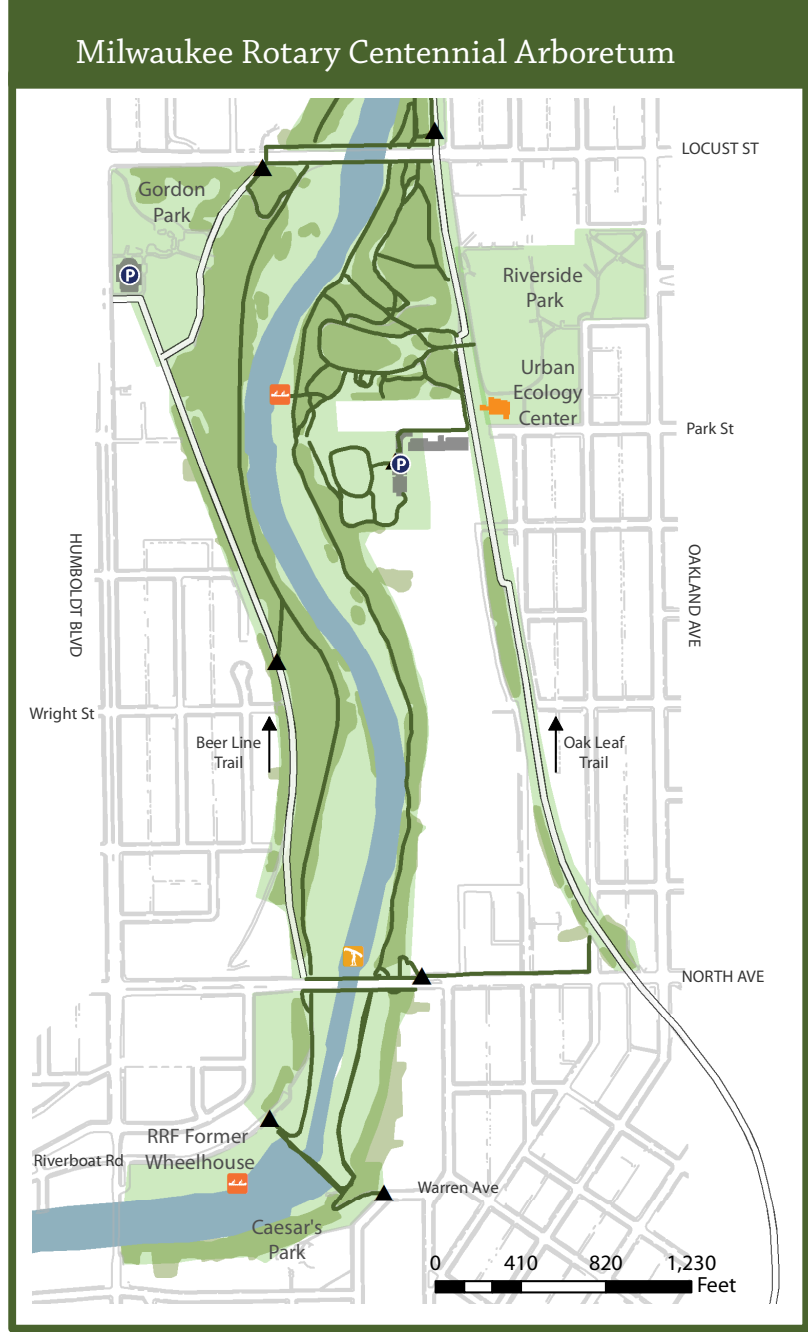 Milwaukee Rotary Centennial Arboretum
LOCUST ST
Gordon
Park
P
Riverside
Park
Urban
Ecology
Center
Park St
P
HUMBOLDT BLVD
OAKLAND AVE
Wright St
Beer Line
Trail
Oak Leaf
Trail
NORTH AVE
RRF Former
Wheelhouse
Riverboat Rd
Warren Ave
Caesar's
Park
0 410 820 1,230
Feet